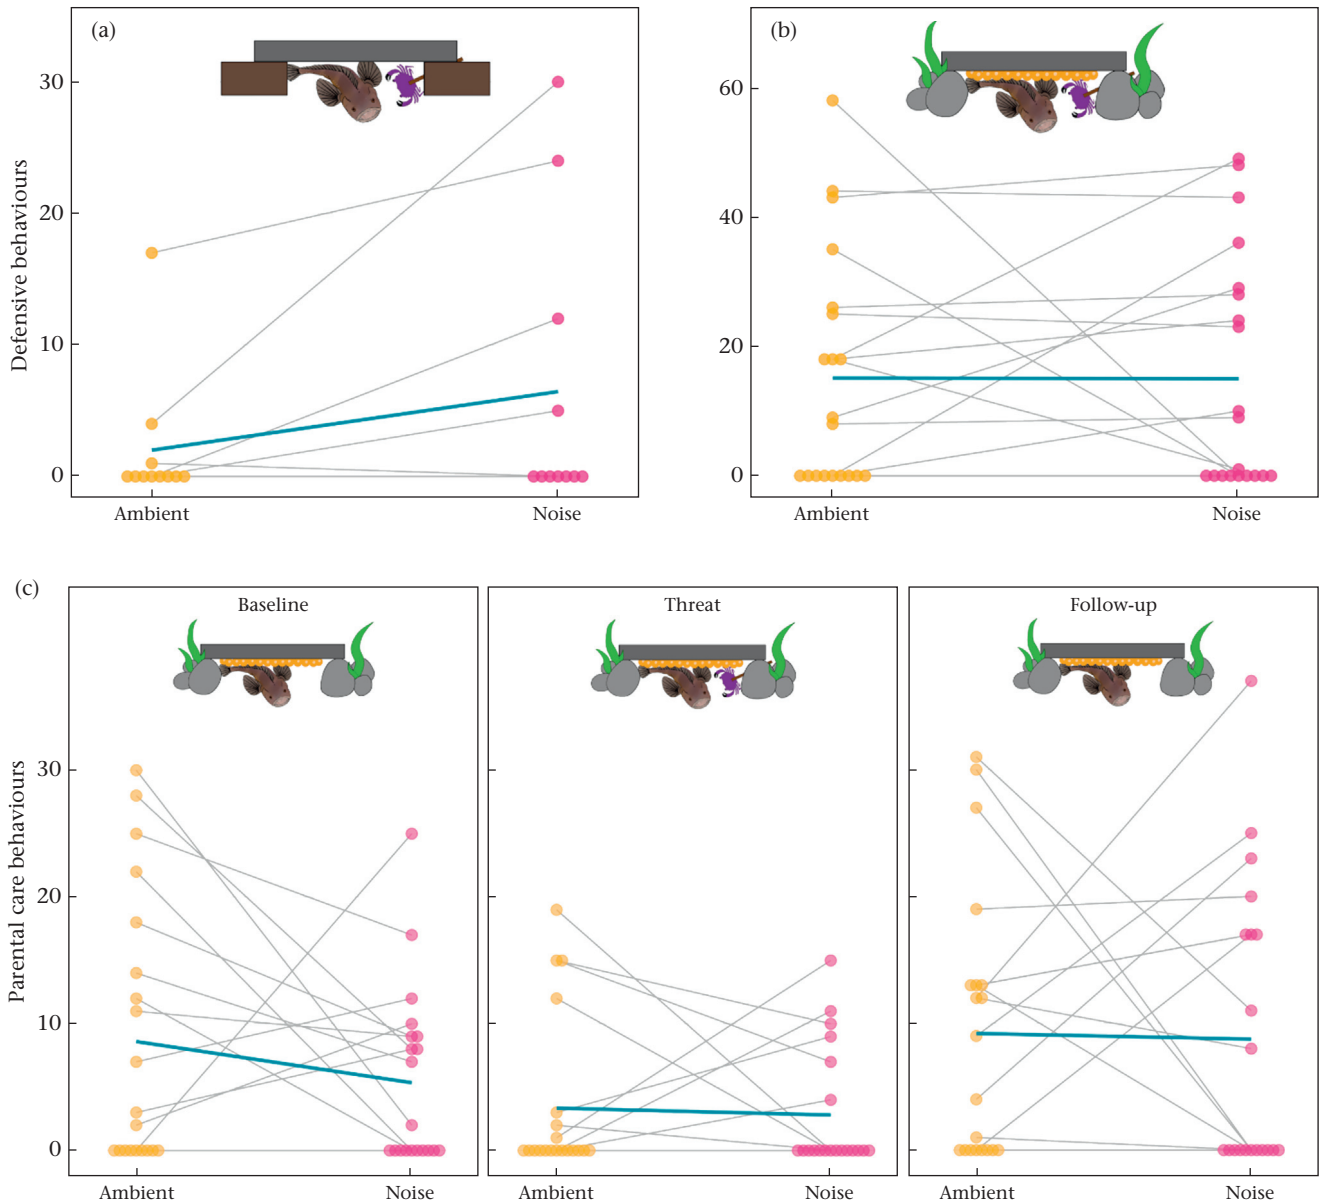 (a)
Defensive behaviours
30
20
10
0
Ambient
Noise
(b)
60
40
20
0
Ambient
Noise
(c)
Parental care behaviours
30
20
10
0
Baseline
Ambient
Noise
Threat
Ambient
Noise
Follow-up
Ambient
Noise